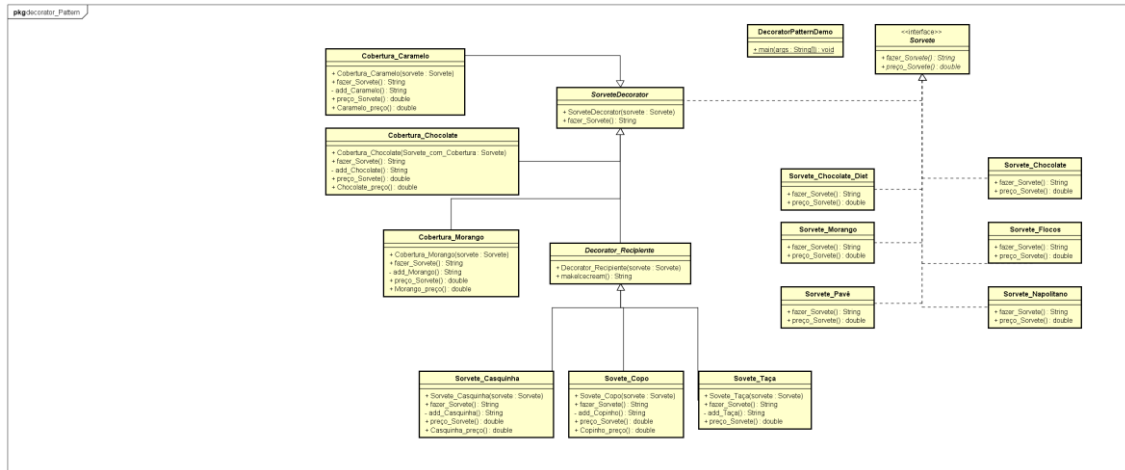 pkg decorator_Pattern
DecoratorPatternDemo
+ main(args : String[]) : void
<<interface>>
Sorvete
+ fazer_Sorvete() : String
+ preço_Sorvete() : double
Cobertura_Caramelo
+ Cobertura_Caramelo(sorvete : Sorvete)
+ fazer_Sorvete() : String
- add_Caramelo() : String
+ preço_Sorvete() : double
+ Caramelo_preço() : double
SorveteDecorator
+ SorveteDecorator(sorvete : Sorvete)
+ fazer_Sorvete() : String
Cobertura_Chocolate
+ Cobertura_Chocolate(Sorvete_com_Cobertura : Sorvete)
+ fazer_Sorvete() : String
- add_Chocolate() : String
+ preço_Sorvete() : double
+ Chocolate_preço() : double
Sorvete_Chocolate_Diet
+ fazer_Sorvete() : String
+ preço_Sorvete() : double
Sorvete_Chocolate
+ fazer_Sorvete() : String
+ preço_Sorvete() : double
Cobertura_Morango
+ Cobertura_Morango(sorvete : Sorvete)
+ fazer_Sorvete() : String
- add_Morango() : String
+ preço_Sorvete() : double
+ Morango_preço() : double
Decorator_Recipiente
+ Decorator_Recipiente(sorvete : Sorvete)
+ makeIcecream() : String
Sorvete_Morango
+ fazer_Sorvete() : String
+ preço_Sorvete() : double
Sorvete_Flocos
+ fazer_Sorvete() : String
+ preço_Sorvete() : double
Sorvete_Pavê
+ fazer_Sorvete() : String
+ preço_Sorvete() : double
Sorvete_Napolitano
+ fazer_Sorvete() : String
+ preço_Sorvete() : double
Sorvete_Casquinha
+ Sorvete_Casquinha(sorvete : Sorvete)
+ fazer_Sorvete() : String
- add_Casquinha() : String
+ preço_Sorvete() : double
+ Casquinha_preço() : double
Sovete_Copo
+ Sovete_Copo(sorvete : Sorvete)
+ fazer_Sorvete() : String
- add_Copinho() : String
+ preço_Sorvete() : double
+ Copinho_preço() : double
Sovete_Taça
+ Sovete_Taça(sorvete : Sorvete)
+ fazer_Sorvete() : String
- add_Taça() : String
+ preço_Sorvete() : double